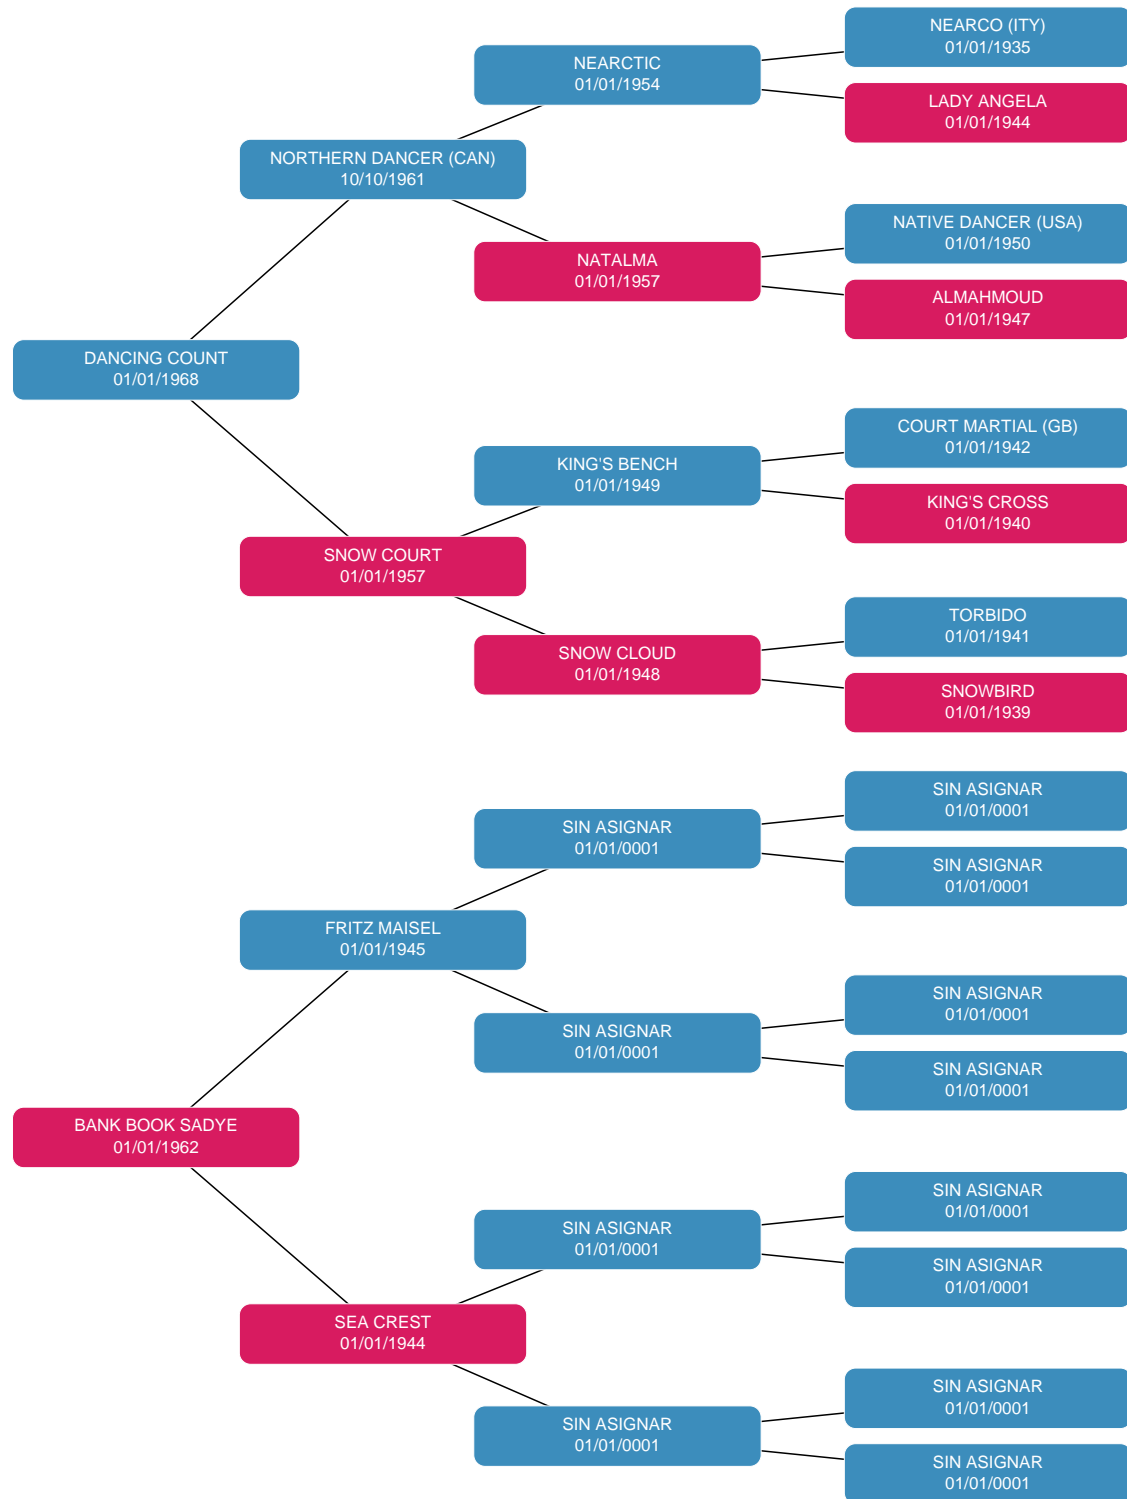 NEARCO (ITY)
01/01/1935
NEARCTIC
01/01/1954
LADY ANGELA
01/01/1944
NORTHERN DANCER (CAN)
10/10/1961
NATIVE DANCER (USA)
01/01/1950
NATALMA
01/01/1957
ALMAHMOUD
01/01/1947
DANCING COUNT
01/01/1968
COURT MARTIAL (GB)
01/01/1942
KING'S BENCH
01/01/1949
KING'S CROSS
01/01/1940
SNOW COURT
01/01/1957
TORBIDO
01/01/1941
SNOW CLOUD
01/01/1948
SNOWBIRD
01/01/1939
SIN ASIGNAR
01/01/0001
SIN ASIGNAR
01/01/0001
SIN ASIGNAR
01/01/0001
FRITZ MAISEL
01/01/1945
SIN ASIGNAR
01/01/0001
SIN ASIGNAR
01/01/0001
SIN ASIGNAR
01/01/0001
BANK BOOK SADYE
01/01/1962
SIN ASIGNAR
01/01/0001
SIN ASIGNAR
01/01/0001
SIN ASIGNAR
01/01/0001
SEA CREST
01/01/1944
SIN ASIGNAR
01/01/0001
SIN ASIGNAR
01/01/0001
SIN ASIGNAR
01/01/0001